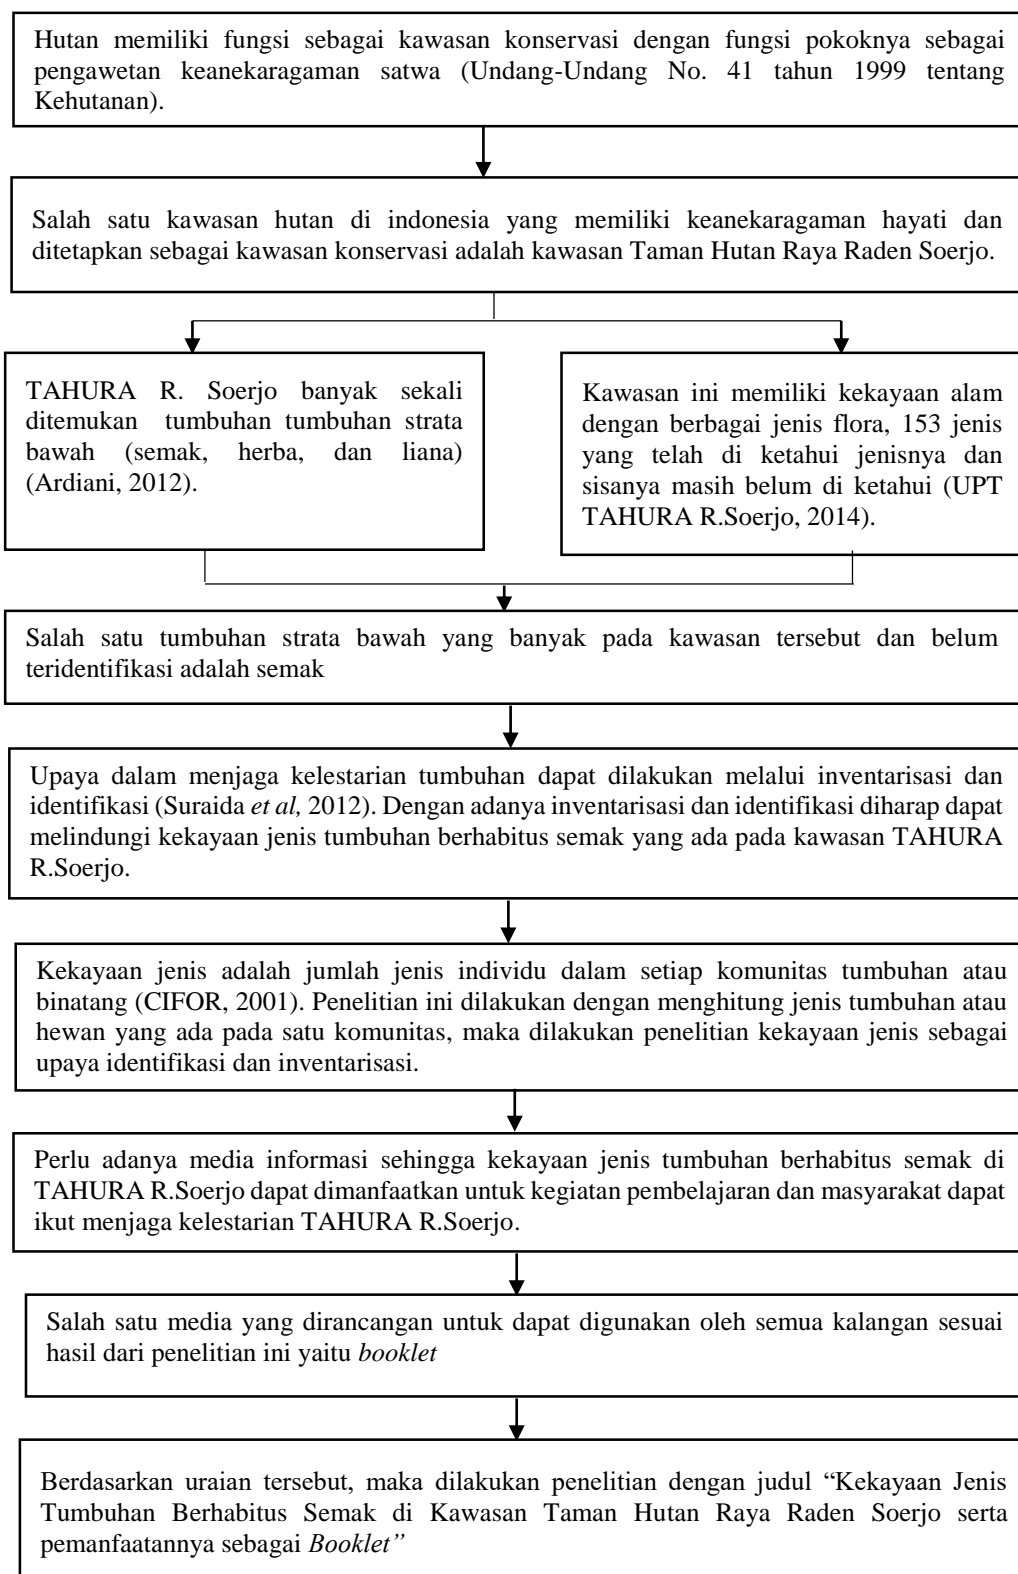 Hutan memiliki fungsi sebagai kawasan konservasi dengan fungsi pokoknya sebagai
pengawetan keanekaragaman satwa (Undang-Undang No. 41 tahun 1999 tentang
Kehutanan).
Salah satu kawasan hutan di indonesia yang memiliki keanekaragaman hayati dan
ditetapkan sebagai kawasan konservasi adalah kawasan Taman Hutan Raya Raden Soerjo.
TAHURA R. Soerjo banyak sekali
ditemukan tumbuhan tumbuhan strata
bawah (semak, herba, dan liana)
(Ardiani, 2012).
Kawasan ini memiliki kekayaan alam
dengan berbagai jenis flora, 153 jenis
yang telah di ketahui jenisnya dan
sisanya masih belum di ketahui (UPT
TAHURA R.Soerjo, 2014).
Salah satu tumbuhan strata bawah yang banyak pada kawasan tersebut dan belum
teridentifikasi adalah semak
Upaya dalam menjaga kelestarian tumbuhan dapat dilakukan melalui inventarisasi dan
identifikasi (Suraida et al, 2012). Dengan adanya inventarisasi dan identifikasi diharap dapat
melindungi kekayaan jenis tumbuhan berhabitus semak yang ada pada kawasan TAHURA
R.Soerjo.
Kekayaan jenis adalah jumlah jenis individu dalam setiap komunitas tumbuhan atau
binatang (CIFOR, 2001). Penelitian ini dilakukan dengan menghitung jenis tumbuhan atau
hewan yang ada pada satu komunitas, maka dilakukan penelitian kekayaan jenis sebagai
upaya identifikasi dan inventarisasi.
Perlu adanya media informasi sehingga kekayaan jenis tumbuhan berhabitus semak di
TAHURA R.Soerjo dapat dimanfaatkan untuk kegiatan pembelajaran dan masyarakat dapat
ikut menjaga kelestarian TAHURA R.Soerjo.
Salah satu media yang dirancangan untuk dapat digunakan oleh semua kalangan sesuai
hasil dari penelitian ini yaitu booklet
Berdasarkan uraian tersebut, maka dilakukan penelitian dengan judul “Kekayaan Jenis
Tumbuhan Berhabitus Semak di Kawasan Taman Hutan Raya Raden Soerjo serta
pemanfaatannya sebagai Booklet”